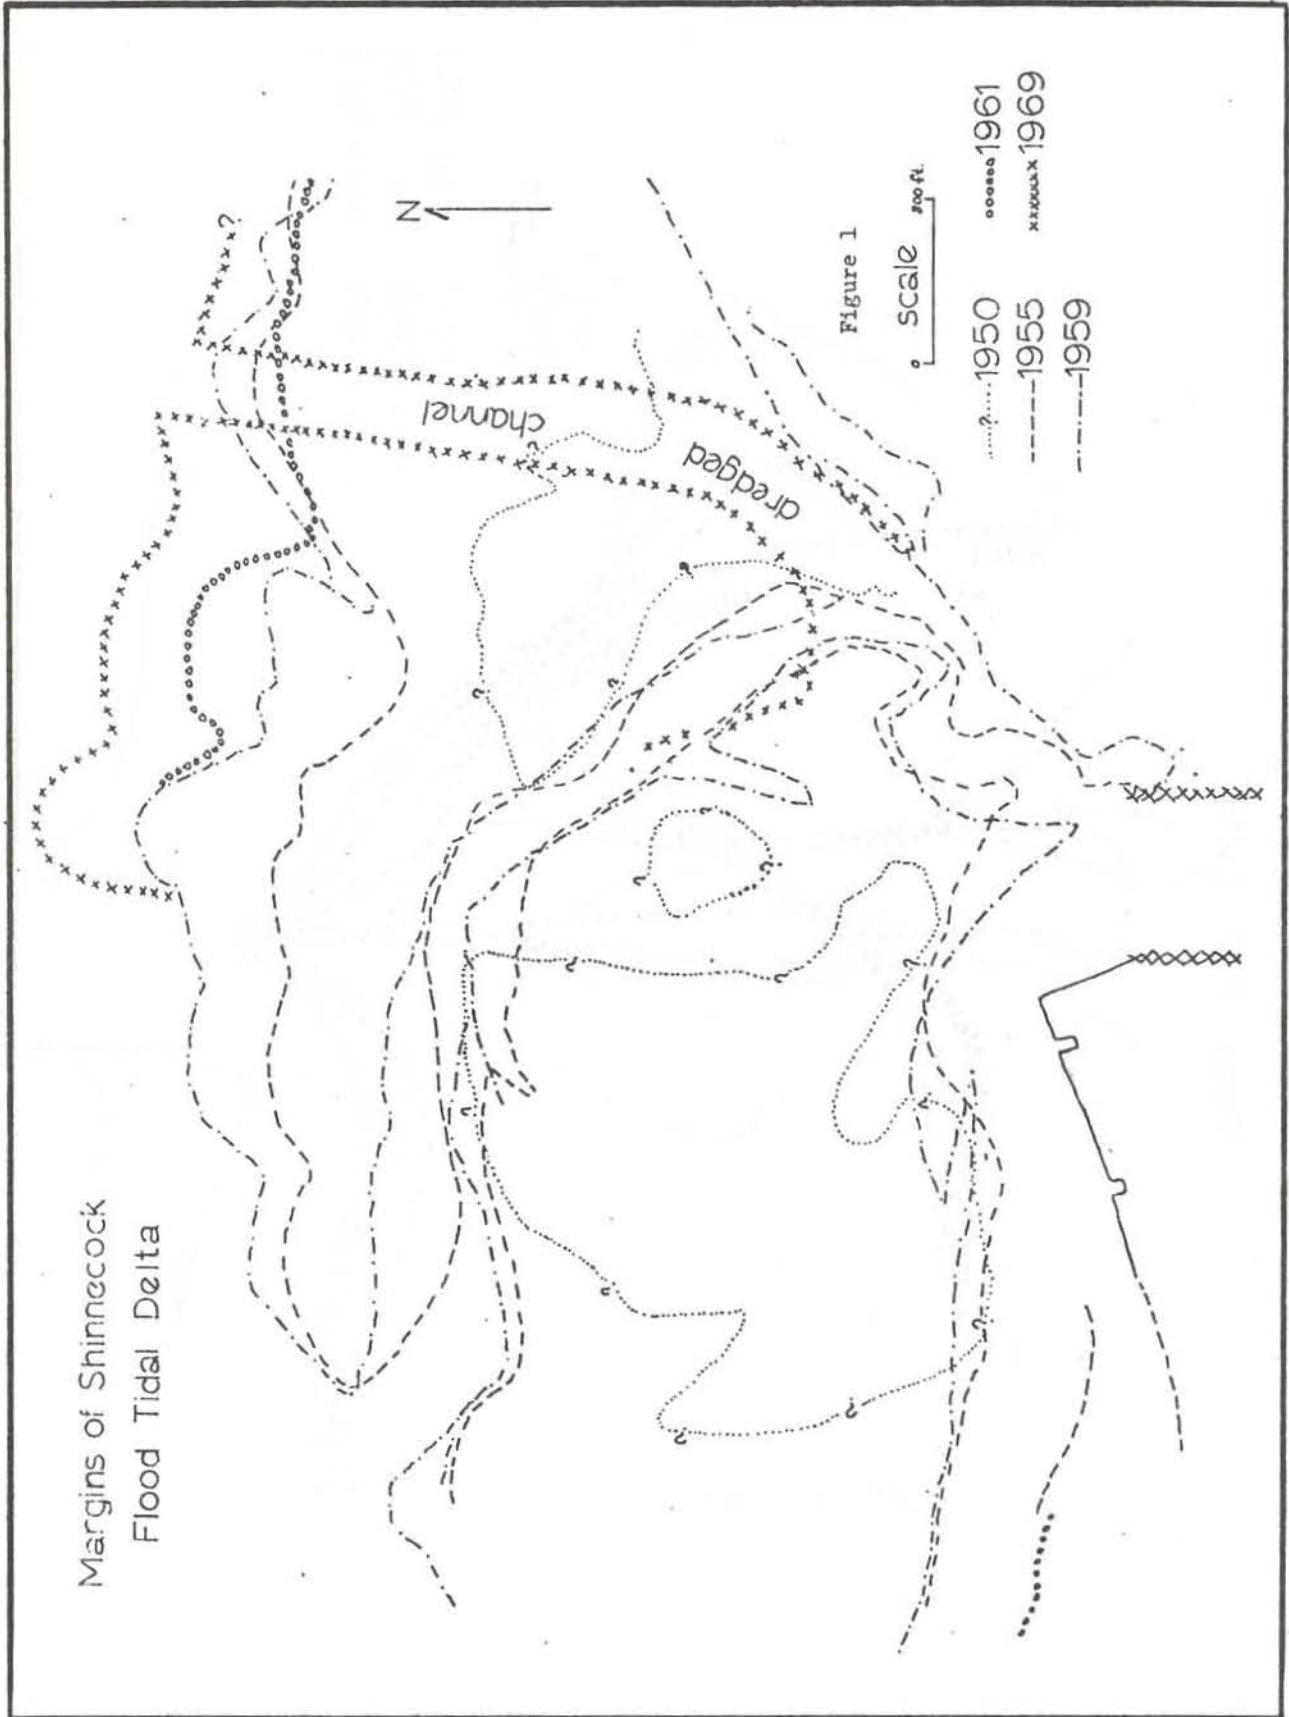 Margins of Shinnecock
Flood Tidal Delta
N
channel
dredged
Figure 1
Scale
0 800 ft.
?1950 1961
1955 1969
1959
?